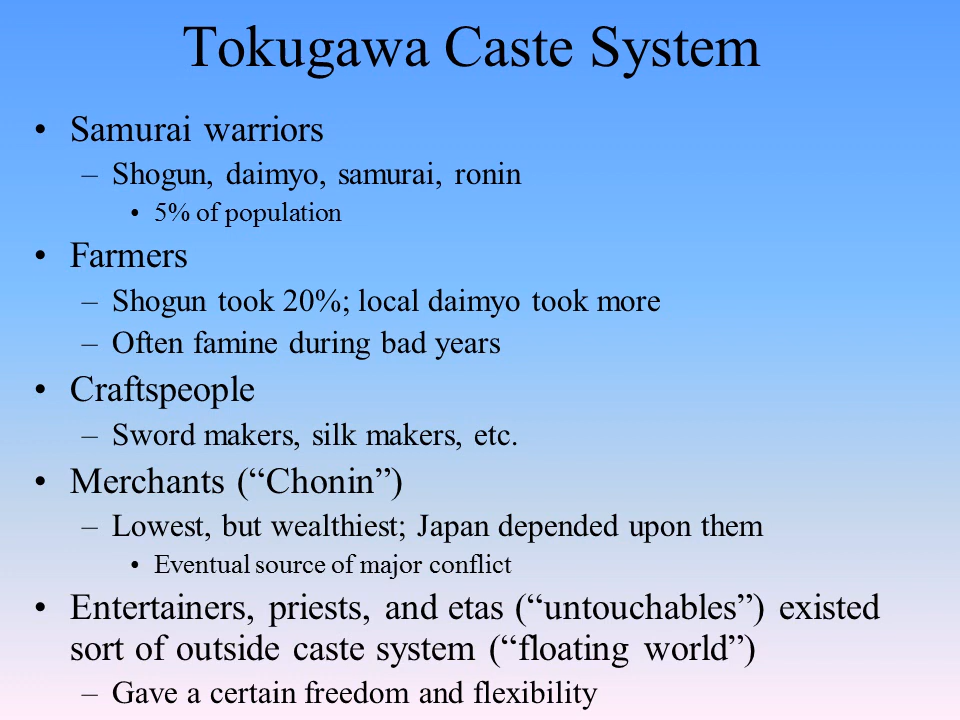 Tokugawa Caste System
• Samurai warriors
–Shogun, daimyo, samurai, ronin
• 5% of population
• Farmers
–Shogun took 20%; local daimyo took more
–Often famine during bad years
• Craftspeople
–Sword makers, silk makers, etc.
• Merchants (“Chonin”)
–Lowest, but wealthiest; Japan depended upon them
• Eventual source of major conflict
• Entertainers, priests, and etas (“untouchables”) existed
sort of outside caste system (“floating world”)
–Gave a certain freedom and flexibility